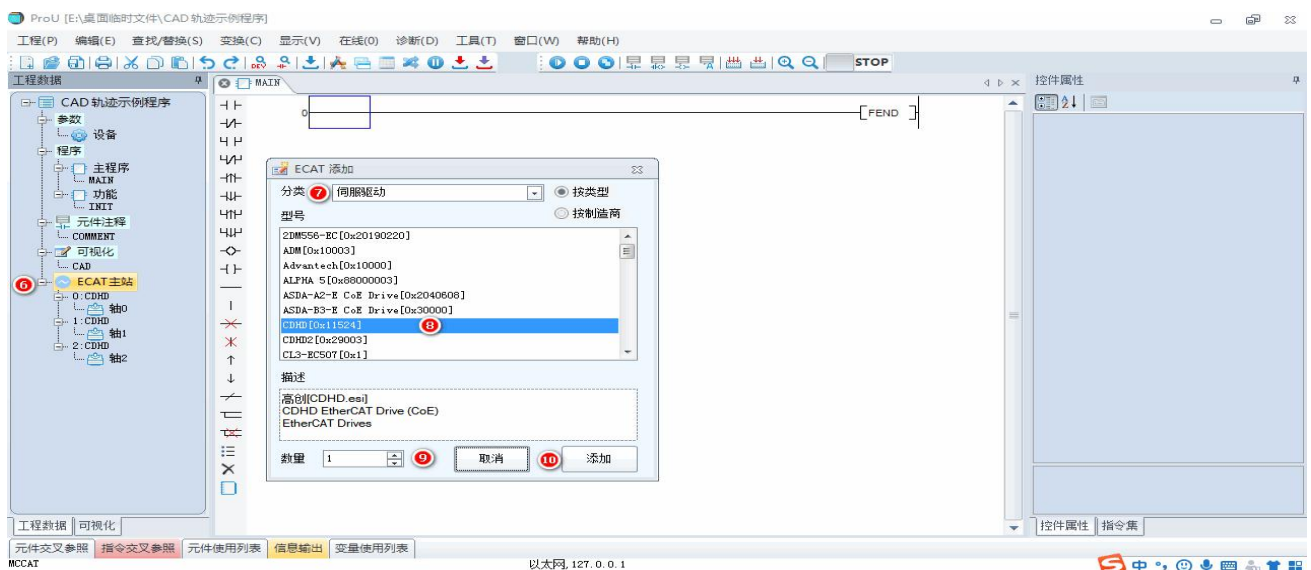 ProU [E:\桌面临时文件\CAD 轨迹示例程序]
工程(P) 编辑(E) 查找/替换(S) 变换(C) 显示(V) 在线(O) 诊断(D) 工具(T) 窗口(W) 帮助(H)
DEV
STOP
工程数据
MAIN
控件属性
CAD 轨迹示例程序
参数
设备
程序
主程序
MAIN
功能
INIT
元件注释
COMMENT
可视化
CAD
6 ECAT主站
0:CDHD
轴0
1:CDHD
轴1
2:CDHD
轴2
0 FEND
ECAT 添加
分类 7 伺服驱动 按类型
型号 按制造商
2DM556-EC[0x20190220]
ADM[0x10003]
Advantech[0x10000]
ALPHA 5[0x88000003]
ASDA-A2-E CoE Drive[0x2040608]
ASDA-B3-E CoE Drive[0x30000]
CDHD[0x11524] 8
CDHD2[0x29003]
CL3-EC507[0x1]
描述
高创[CDHD.esi]
CDHD EtherCAT Drive (CoE)
EtherCAT Drives
数量 1 9 取消 10 添加
工程数据 可视化
控件属性 指令集
元件交叉参照 指令交叉参照 元件使用列表 信息输出 变量使用列表
MCCAT 以太网,127.0.0.1
中